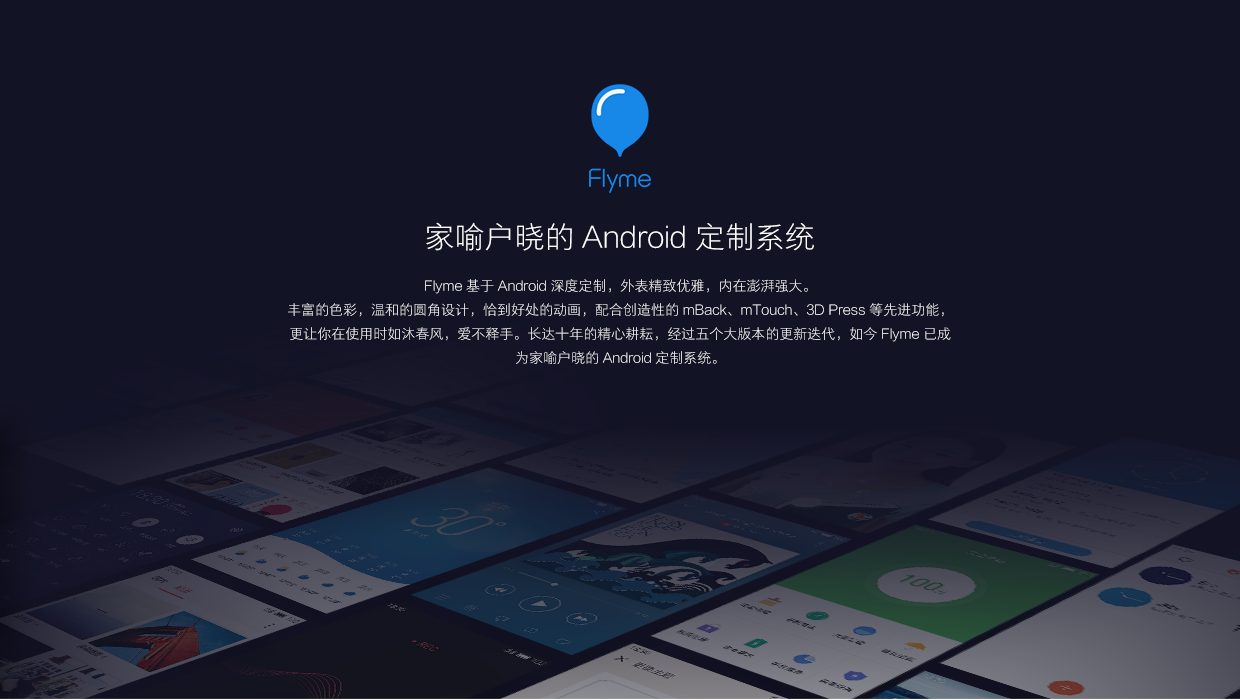 Flyme
家喻户晓的 Android 定制系统
Flyme 基于 Android 深度定制，外表精致优雅，内在澎湃强大。
丰富的色彩，温和的圆角设计，恰到好处的动画，配合创造性的 mBack、mTouch、3D Press 等先进功能，
更让你在使用时如沐春风，爱不释手。长达十年的精心耕耘，经过五个大版本的更新迭代，如今 Flyme 已成
为家喻户晓的 Android 定制系统。
30°
100%
REC